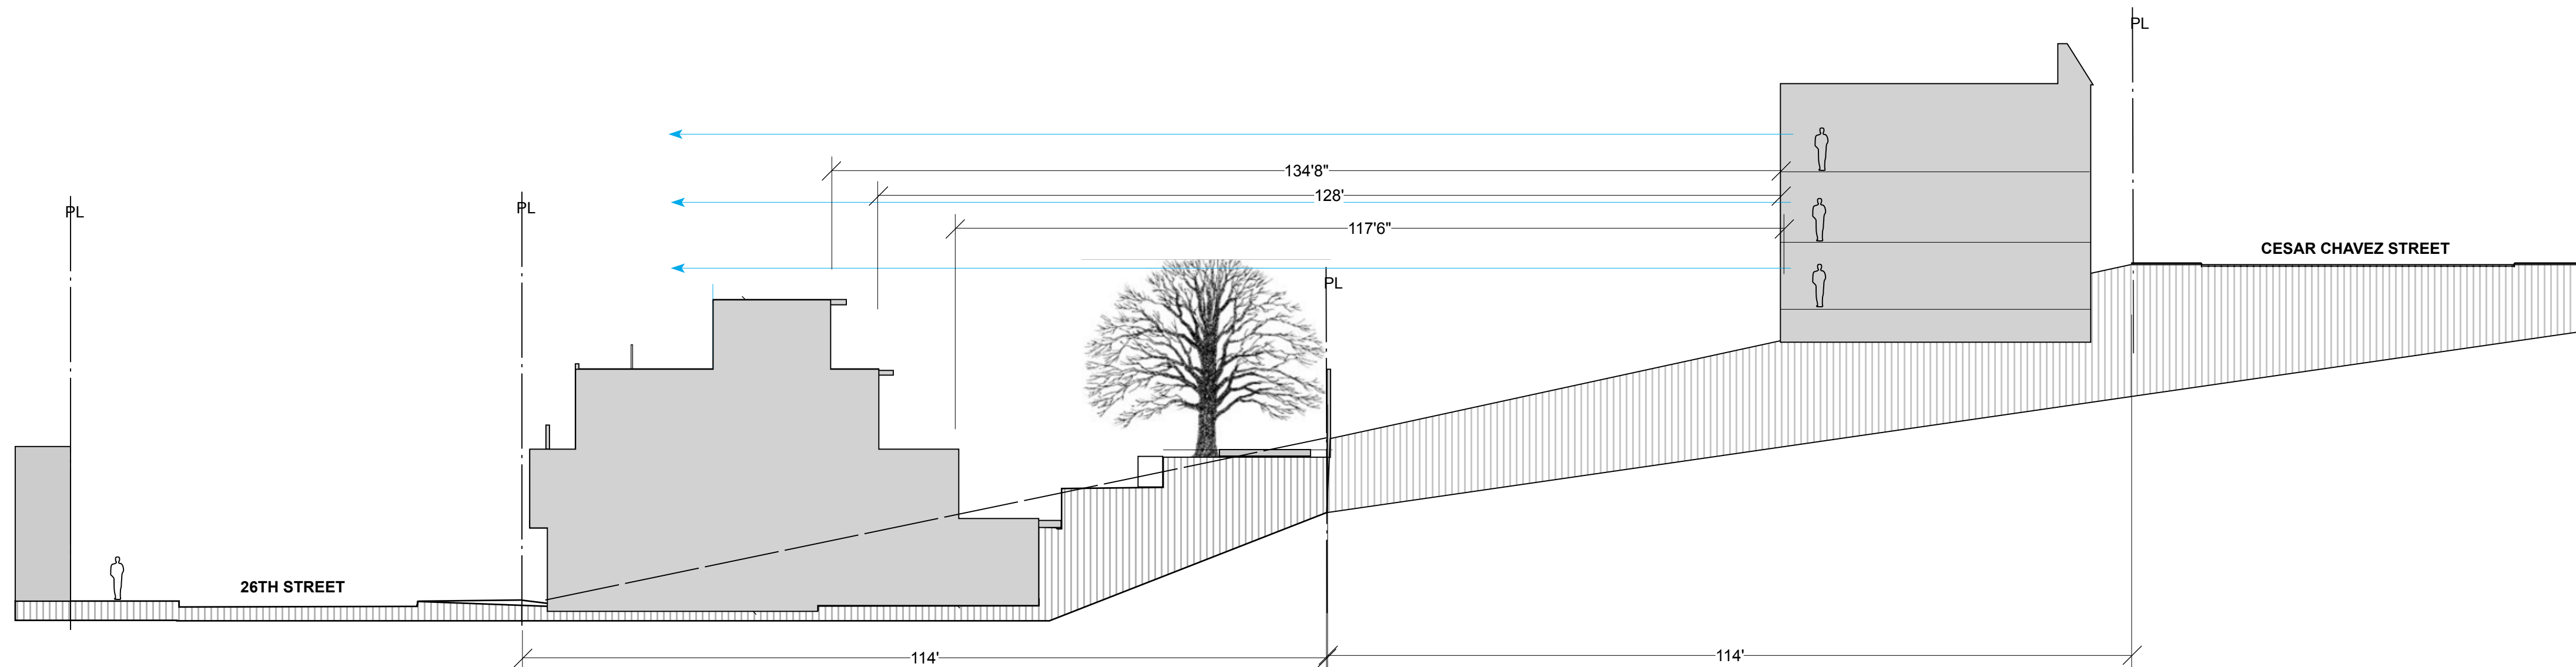 PL
134'8"
128'
PL
PL
117'6"
CESAR CHAVEZ STREET
PL
26TH STREET
114'
114'